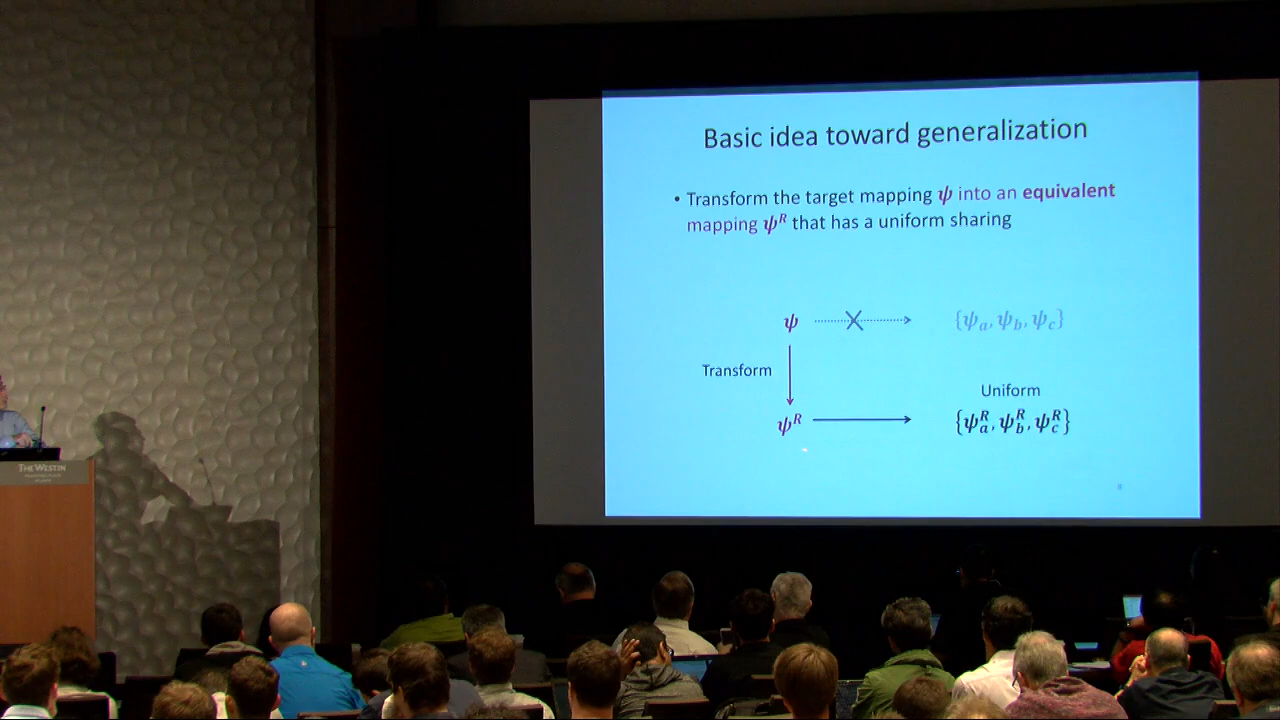 Basic idea toward generalization
• Transform the target mapping ψ into an equivalent
mapping ψ^R that has a uniform sharing
ψ {ψ_a, ψ_b, ψ_c}
Transform
Uniform
ψ^R {ψ_a^R, ψ_b^R, ψ_c^R}
THE WESTIN